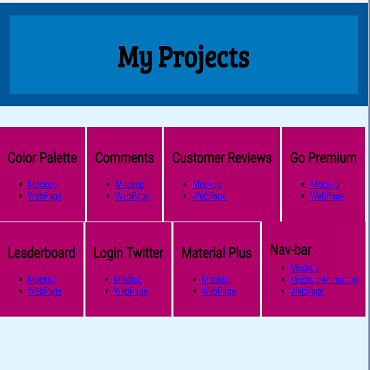 My Projects
Color Palette
Mockup
WebPage
Comments
Mockup
WebPage
Customer Reviews
Mockup
WebPage
Go Premium
Mockup
WebPage
Leaderboard
Mockup
WebPage
Login Twitter
Mockup
WebPage
Material Plus
Mockup
WebPage
Nav-bar
Mockup
Mockup Animation
WebPage